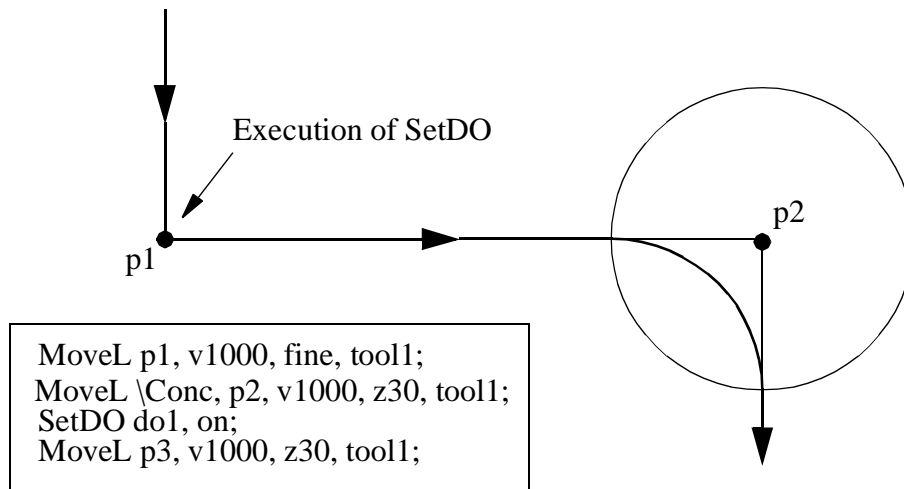 Execution of SetDO
p2
p1
MoveL p1, v1000, fine, tool1;
MoveL \Conc, p2, v1000, z30, tool1;
SetDO do1, on;
MoveL p3, v1000, z30, tool1;